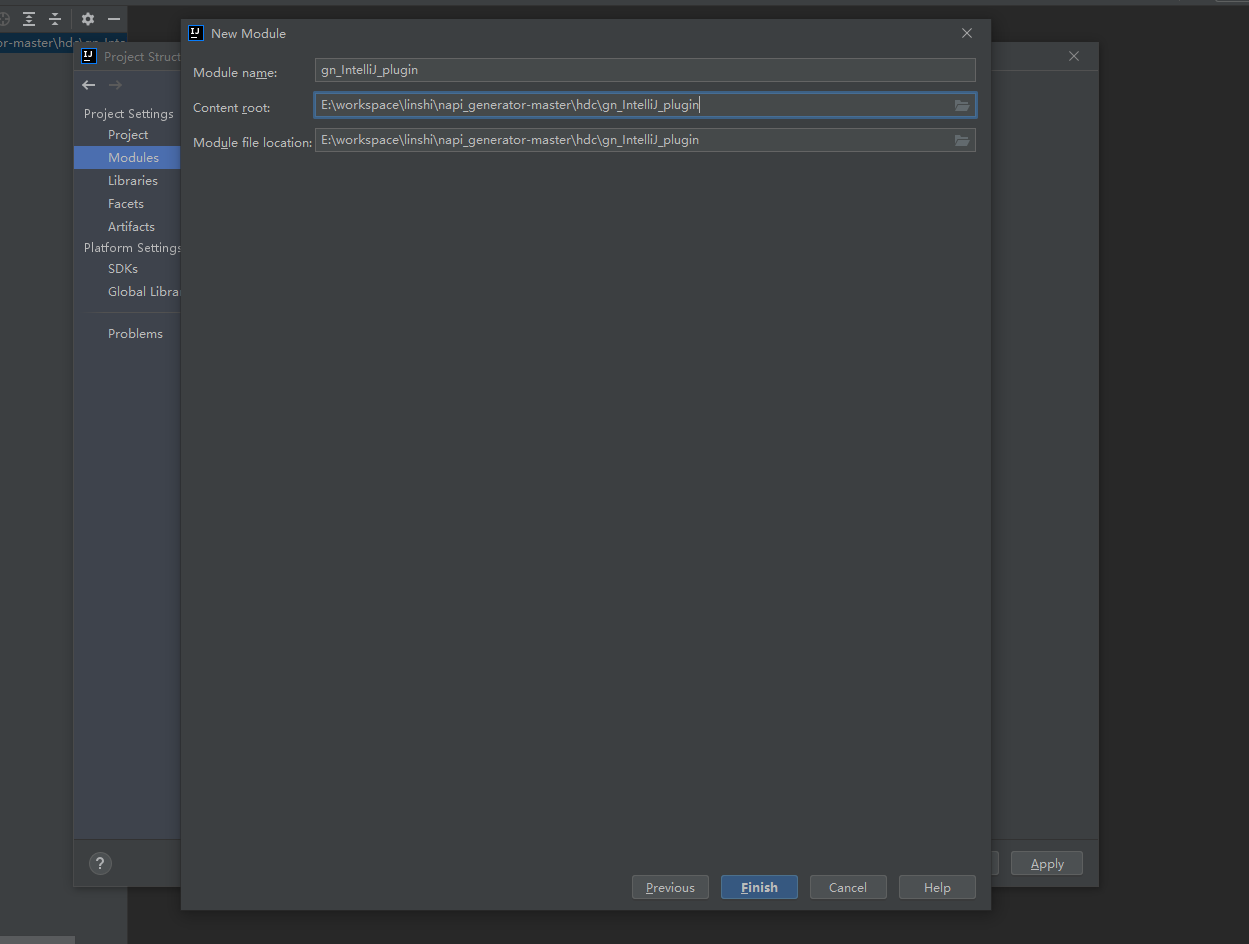 New Module
Module name:
gn_IntelliJ_plugin
Content root:
E:\workspace\linshi\napi_generator-master\hdc\gn_IntelliJ_plugin
Module file location:
E:\workspace\linshi\napi_generator-master\hdc\gn_IntelliJ_plugin
or-master\hdc\gn_Inte
Project Struct
Project Settings
Project
Modules
Libraries
Facets
Artifacts
Platform Settings
SDKs
Global Librar
Problems
?
Apply
Previous
Finish
Cancel
Help